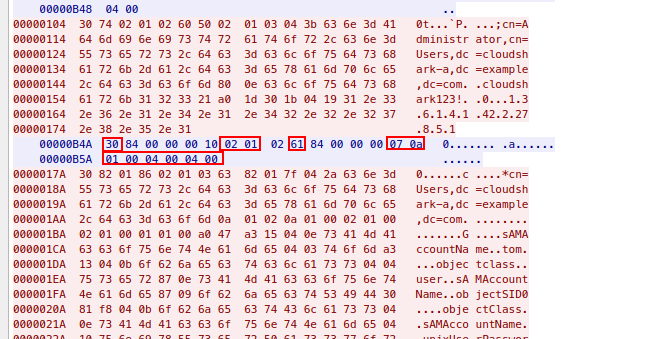 00000B48 04 00 ..
00000104 30 74 02 01 02 60 50 02 01 03 04 3b 63 6e 3d 41 0t...`P. ...;cn=A
00000114 64 6d 69 6e 69 73 74 72 61 74 6f 72 2c 63 6e 3d dministr ator,cn=
00000124 55 73 65 72 73 2c 64 63 3d 63 6c 6f 75 64 73 68 Users,dc =cloudsh
00000134 61 72 6b 2d 61 2c 64 63 3d 65 78 61 6d 70 6c 65 ark-a,dc =example
00000144 2c 64 63 3d 63 6f 6d 80 0e 63 6c 6f 75 64 73 68 ,dc=com. .cloudsh
00000154 61 72 6b 31 32 33 21 a0 1d 30 1b 04 19 31 2e 33 ark123!. .0...1.3
00000164 2e 36 2e 31 2e 34 2e 31 2e 34 32 2e 32 2e 32 37 .6.1.4.1 .42.2.27
00000174 2e 38 2e 35 2e 31 .8.5.1
00000B4A 30 84 00 00 00 10 02 01 02 61 84 00 00 00 07 0a 0....... .a......
00000B5A 01 00 04 00 04 00 ......
0000017A 30 82 01 86 02 01 03 63 82 01 7f 04 2a 63 6e 3d 0......c ....*cn=
0000018A 55 73 65 72 73 2c 64 63 3d 63 6c 6f 75 64 73 68 Users,dc =cloudsh
0000019A 61 72 6b 2d 61 2c 64 63 3d 65 78 61 6d 70 6c 65 ark-a,dc =example
000001AA 2c 64 63 3d 63 6f 6d 0a 01 02 0a 01 00 02 01 00 ,dc=com. ........
000001BA 02 01 00 01 01 00 a0 47 a3 15 04 0e 73 41 4d 41 .......G ....sAMA
000001CA 63 63 6f 75 6e 74 4e 61 6d 65 04 03 74 6f 6d a3 ccountNa me..tom.
000001DA 13 04 0b 6f 62 6a 65 63 74 63 6c 61 73 73 04 04 ...objec tclass..
000001EA 75 73 65 72 87 0e 73 41 4d 41 63 63 6f 75 6e 74 user..sA MAccount
000001FA 4e 61 6d 65 87 09 6f 62 6a 65 63 74 53 49 44 30 Name..ob jectSID0
0000020A 81 f8 04 0b 6f 62 6a 65 63 74 43 6c 61 73 73 04 ....obje ctClass.
0000021A 0e 73 41 4d 41 63 63 6f 75 6e 74 4e 61 6d 65 04 .sAMAcco untName.